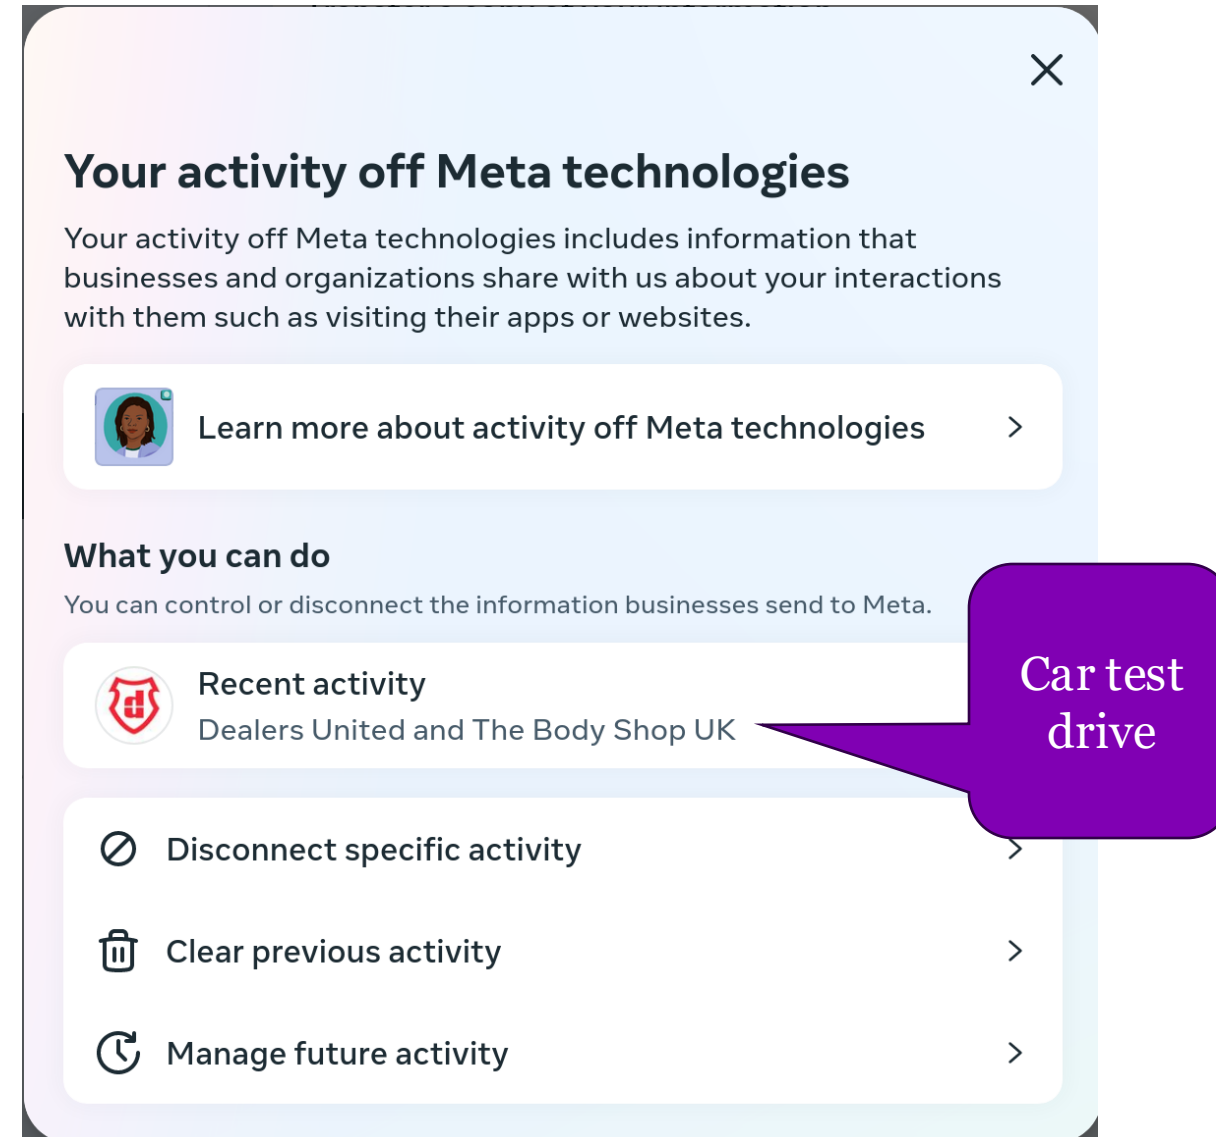 Your activity off Meta technologies
Your activity off Meta technologies includes information that
businesses and organizations share with us about your interactions
with them such as visiting their apps or websites.
Learn more about activity off Meta technologies
What you can do
You can control or disconnect the information businesses send to Meta.
Recent activity
Dealers United and The Body Shop UK
Car test
drive
Disconnect specific activity
Clear previous activity
Manage future activity